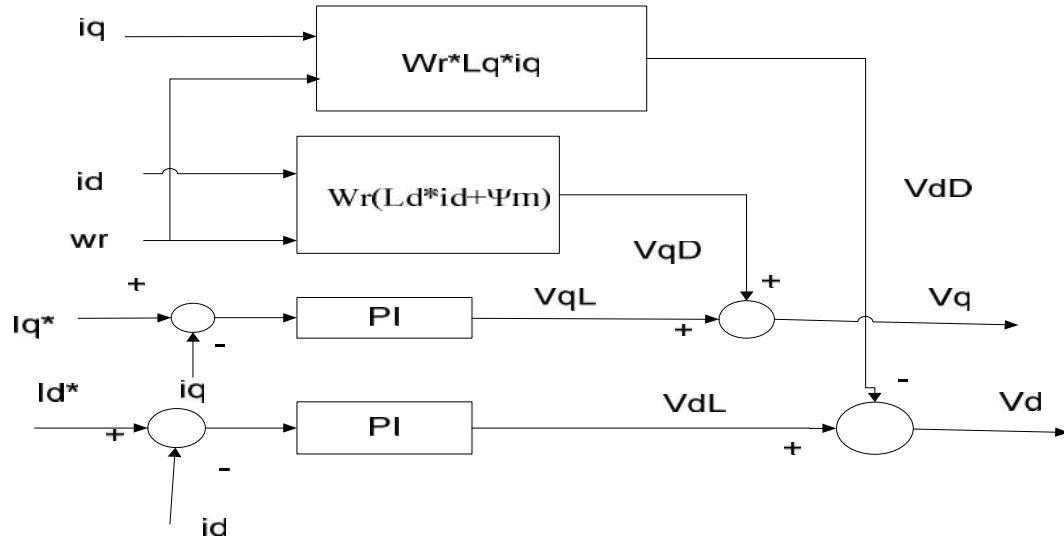 iq
Wr*Lq*iq
id
Wr(Ld*id+Ψm)
VdD
wr
VqD
+
+
Iq*
PI
VqL
Vq
-
+
iq
Id*
-
PI
VdL
Vd
+
+
-
id